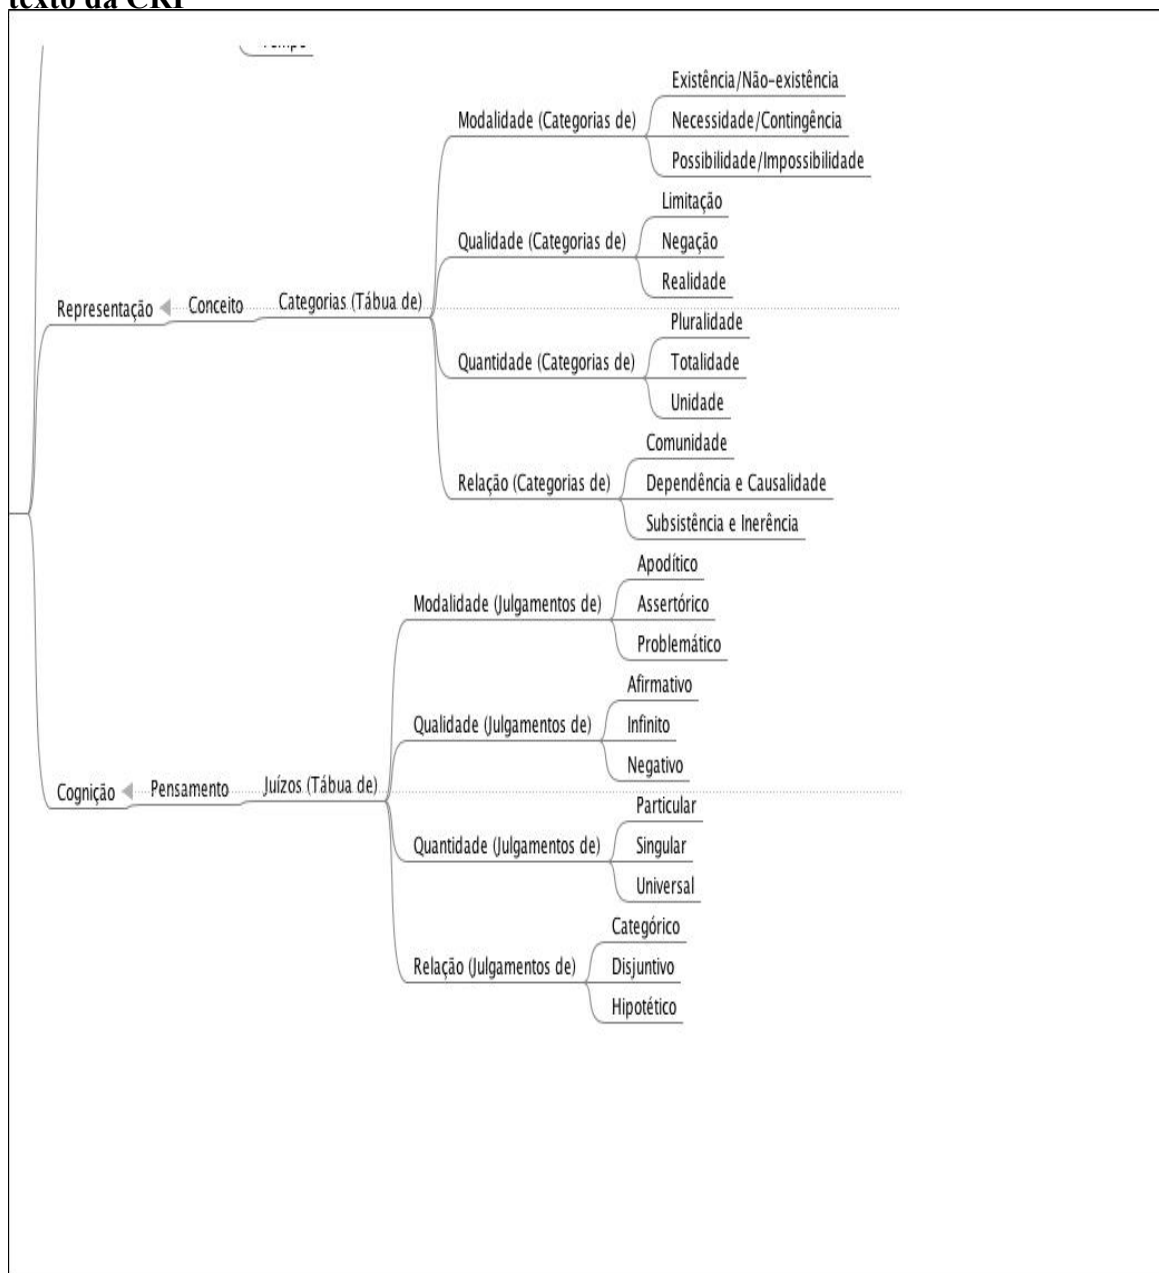 texto da CRP
Tempo
Existência/Não-existência
Modalidade (Categorias de)
Necessidade/Contingência
Possibilidade/Impossibilidade
Limitação
Qualidade (Categorias de)
Negação
Realidade
Representação
Conceito
Categorias (Tábua de)
Pluralidade
Quantidade (Categorias de)
Totalidade
Unidade
Comunidade
Relação (Categorias de)
Dependência e Causalidade
Subsistência e Inerência
Apodítico
Modalidade (Julgamentos de)
Assertórico
Problemático
Afirmativo
Qualidade (Julgamentos de)
Infinito
Negativo
Cognição
Pensamento
Juízos (Tábua de)
Particular
Quantidade (Julgamentos de)
Singular
Universal
Categórico
Relação (Julgamentos de)
Disjuntivo
Hipotético